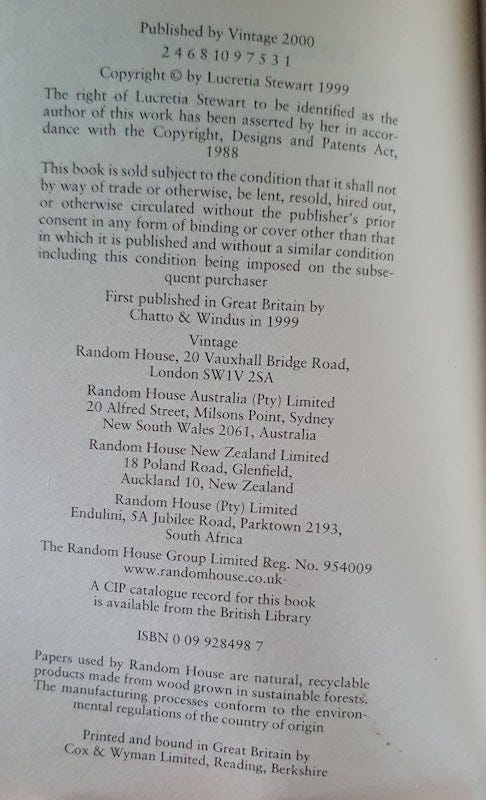 Published by Vintage 2000
2 4 6 8 10 9 7 5 3 1
Copyright © by Lucretia Stewart 1999
The right of Lucretia Stewart to be identified as the
author of this work has been asserted by her in accor-
dance with the Copyright, Designs and Patents Act,
1988
This book is sold subject to the condition that it shall not
by way of trade or otherwise, be lent, resold, hired out,
or otherwise circulated without the publisher's prior
consent in any form of binding or cover other than that
in which it is published and without a similar condition
including this condition being imposed on the subse-
quent purchaser
First published in Great Britain by
Chatto & Windus in 1999
Vintage
Random House, 20 Vauxhall Bridge Road,
London SW1V 2SA
Random House Australia (Pty) Limited
20 Alfred Street, Milsons Point, Sydney
New South Wales 2061, Australia
Random House New Zealand Limited
18 Poland Road, Glenfield,
Auckland 10, New Zealand
Random House (Pty) Limited
Endulini, 5A Jubilee Road, Parktown 2193,
South Africa
The Random House Group Limited Reg. No. 954009
www.randomhouse.co.uk
A CIP catalogue record for this book
is available from the British Library
ISBN 0 09 928498 7
Papers used by Random House are natural, recyclable
products made from wood grown in sustainable forests.
The manufacturing processes conform to the environ-
mental regulations of the country of origin
Printed and bound in Great Britain by
Cox & Wyman Limited, Reading, Berkshire